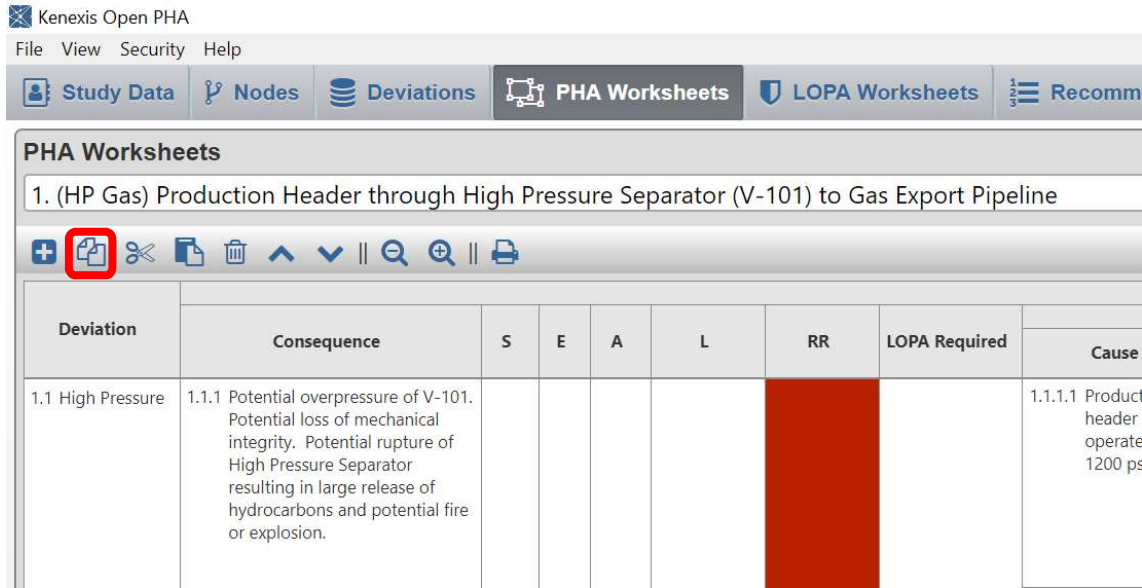 Kenexis Open PHA
File View Security Help
Study Data Nodes Deviations PHA Worksheets LOPA Worksheets Recomm
PHA Worksheets
1. (HP Gas) Production Header through High Pressure Separator (V-101) to Gas Export Pipeline
Deviation
Consequence S E A L RR LOPA Required
Cause
1.1 High Pressure
1.1.1 Potential overpressure of V-101.
Potential loss of mechanical
integrity. Potential rupture of
High Pressure Separator
resulting in large release of
hydrocarbons and potential fire
or explosion.
1.1.1.1 Product
header
operate
1200 ps